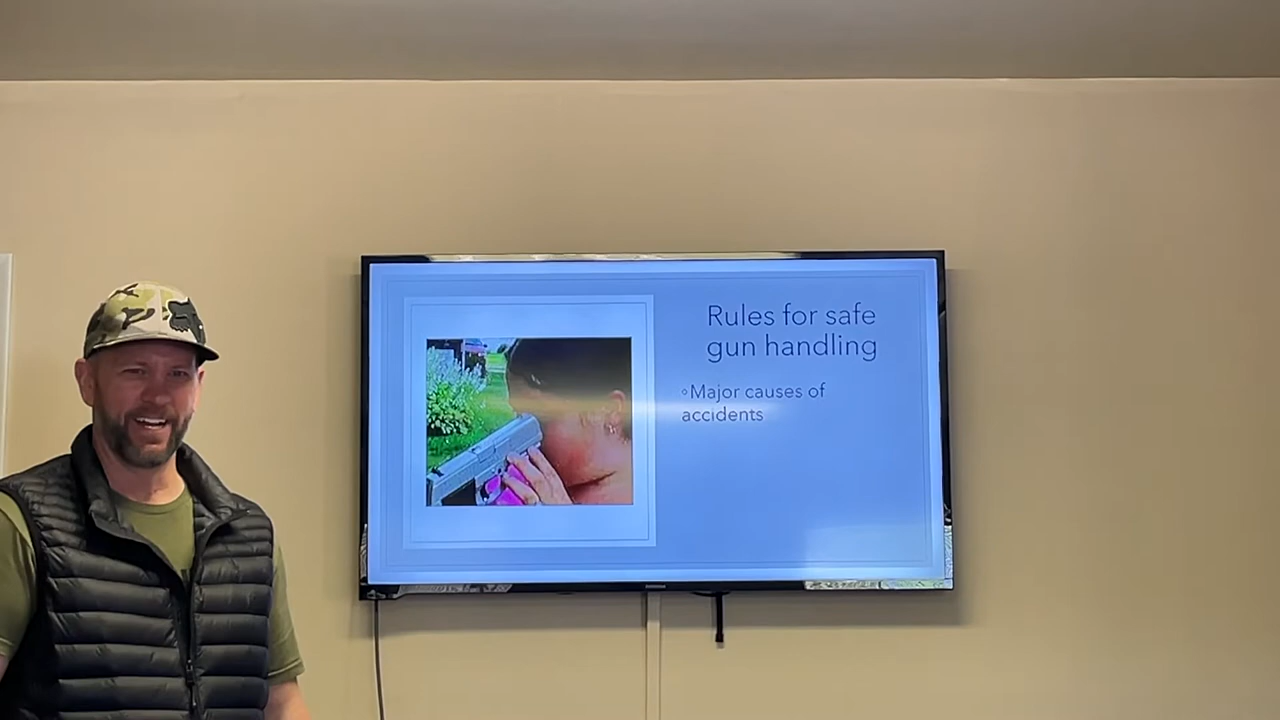 Rules for safe
gun handling
◦Major causes of
accidents